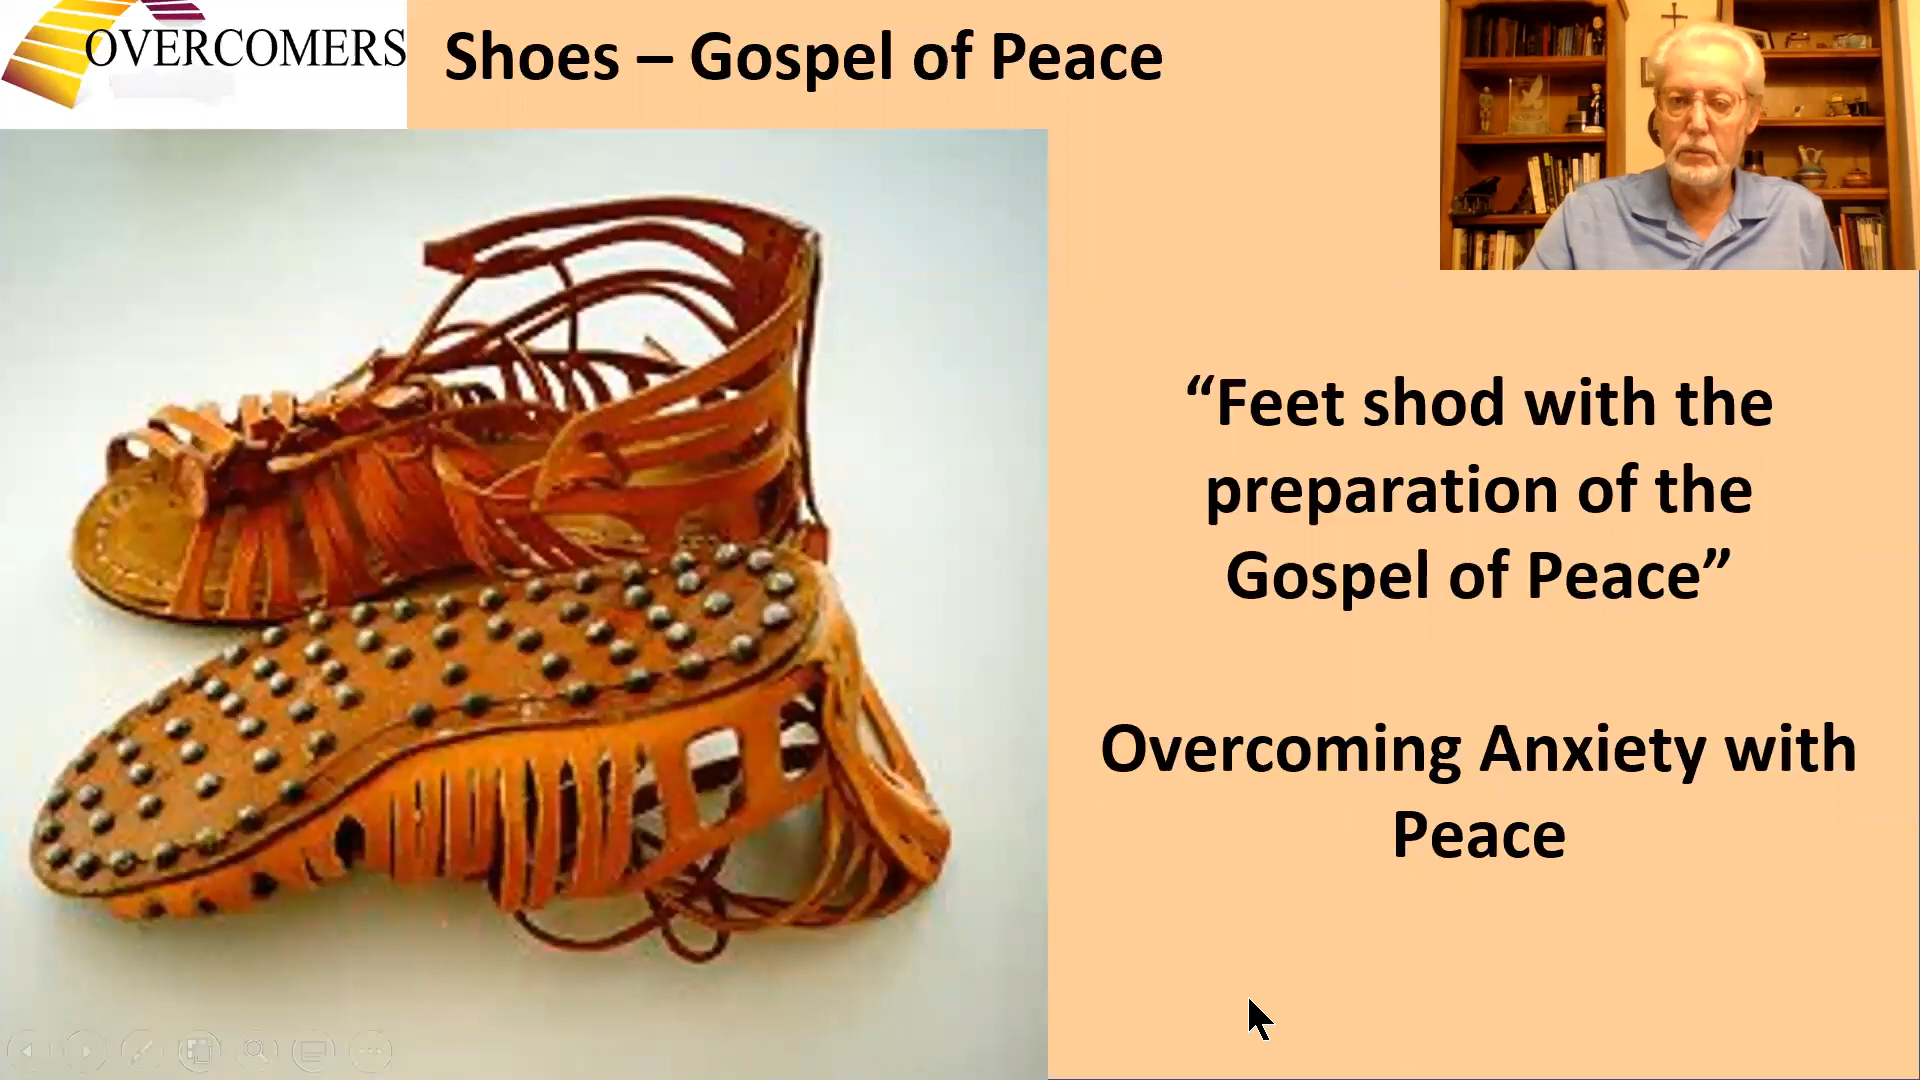 OVERCOMERS
Shoes – Gospel of Peace
“Feet shod with the
preparation of the
Gospel of Peace”
Overcoming Anxiety with
Peace